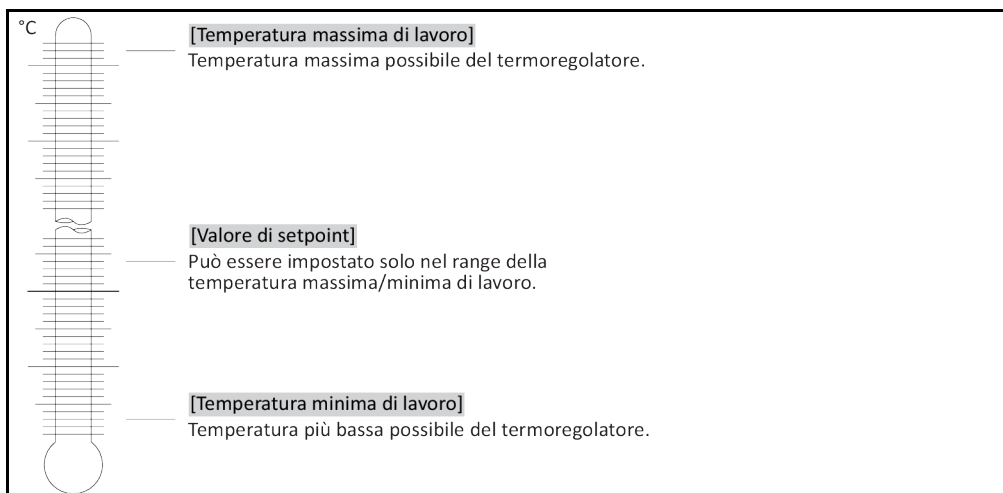 °C
[Temperatura massima di lavoro]
Temperatura massima possibile del termoregolatore.
[Valore di setpoint]
Può essere impostato solo nel range della
temperatura massima/minima di lavoro.
[Temperatura minima di lavoro]
Temperatura più bassa possibile del termoregolatore.